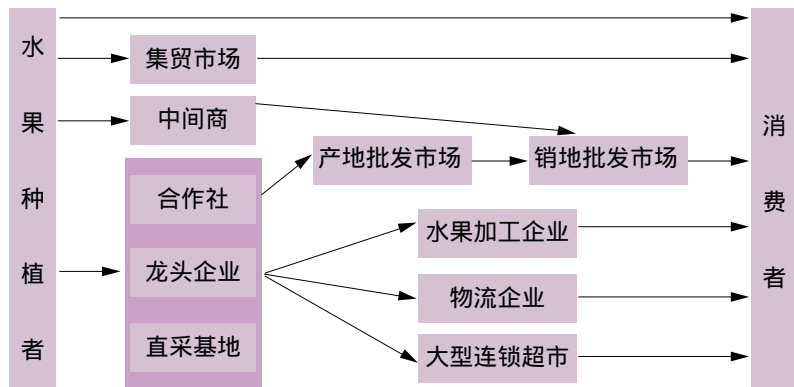 水果种植者
集贸市场
中间商
合作社
龙头企业
直采基地
产地批发市场
销地批发市场
水果加工企业
物流企业
大型连锁超市
消费者